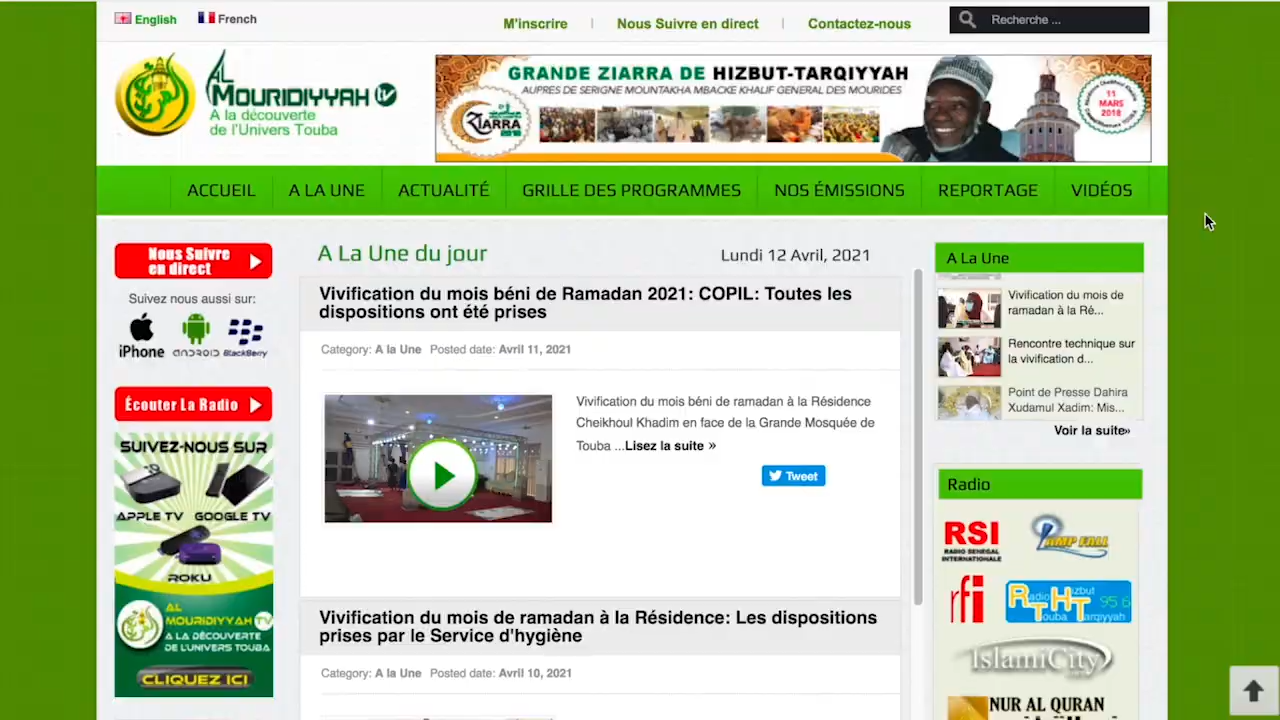 English
French
M'inscrire
Nous Suivre en direct
Contactez-nous
Recherche ...
AL
MOURIDIYYAH TV
A la découverte
de l'Univers Touba
GRANDE ZIARRA DE HIZBUT-TARQIYYAH
AUPRES DE SERIGNE MOUNTAKHA MBACKE KHALIF GENERAL DES MOURIDES
ZIARRA
2018
11
MARS
2018
ACCUEIL
A LA UNE
ACTUALITÉ
GRILLE DES PROGRAMMES
NOS ÉMISSIONS
REPORTAGE
VIDÉOS
Nous Suivre
en direct
Suivez nous aussi sur:
iPhone
ANDROID
BlackBerry
Écouter La Radio
SUIVEZ-NOUS SUR
APPLE TV
GOOGLE TV
ROKU
AL
MOURIDIYYAH TV
A LA DÉCOUVERTE
DE L'UNIVERS TOUBA
CLIQUEZ ICI
A La Une du jour
Lundi 12 Avril, 2021
Vivification du mois béni de Ramadan 2021: COPIL: Toutes les
dispositions ont été prises
Category: A la Une Posted date: Avril 11, 2021
Vivification du mois béni de ramadan à la Résidence
Cheikhoul Khadim en face de la Grande Mosquée de
Touba ...Lisez la suite »
Tweet
Vivification du mois de ramadan à la Résidence: Les dispositions
prises par le Service d'hygiène
Category: A la Une Posted date: Avril 10, 2021
A La Une
Vivification du mois de
ramadan à la Ré...
Rencontre technique sur
la vivification d...
Point de Presse Dahira
Xudamul Xadim: Mis...
Voir la suite»
Radio
RSI
RADIO SENEGAL
INTERNATIONALE
LAMP FALL
rfi
Radio Hizbut
RTHT 95 6
Touba Tarqiyyah
IslamiCity
NUR AL QURAN